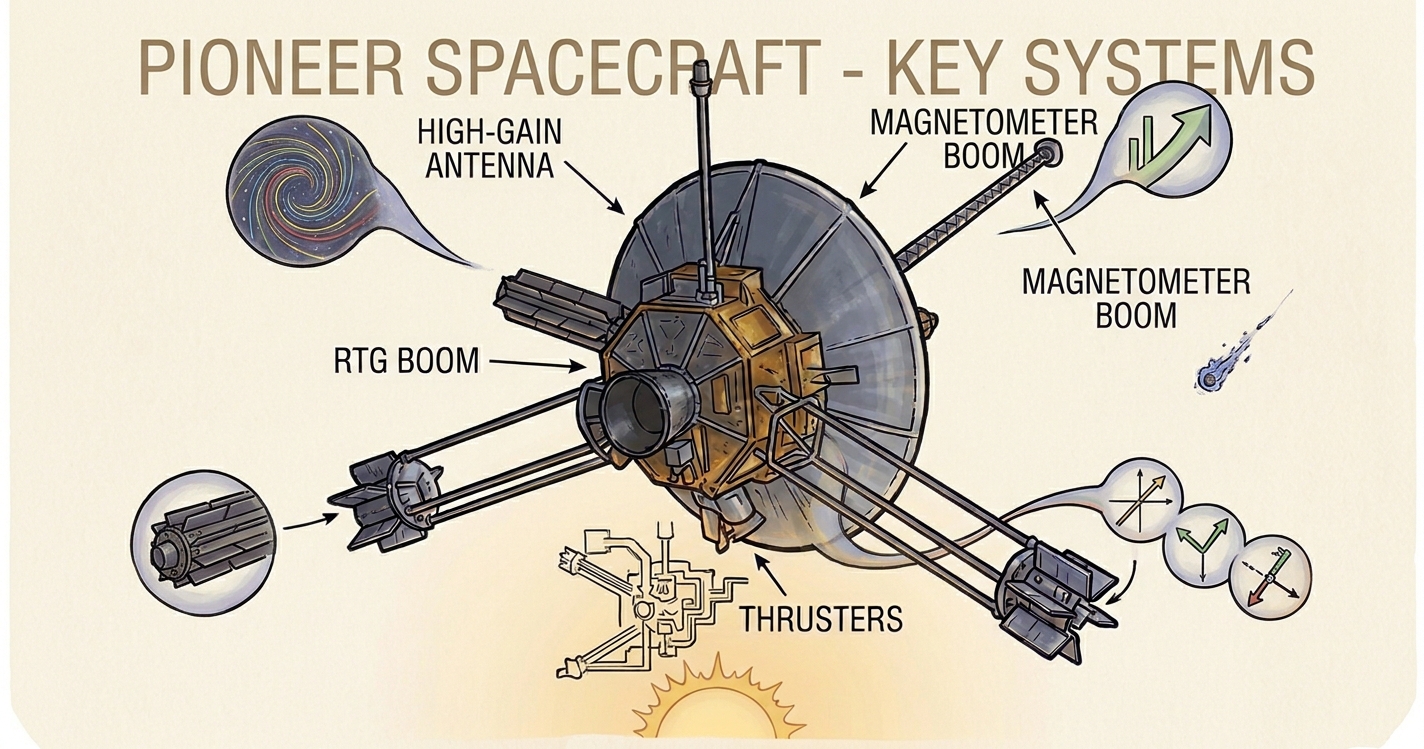 PIONEER SPACECRAFT - KEY SYSTEMS
HIGH-GAIN
ANTENNA
MAGNETOMETER
BOOM
MAGNETOMETER
BOOM
RTG BOOM
THRUSTERS